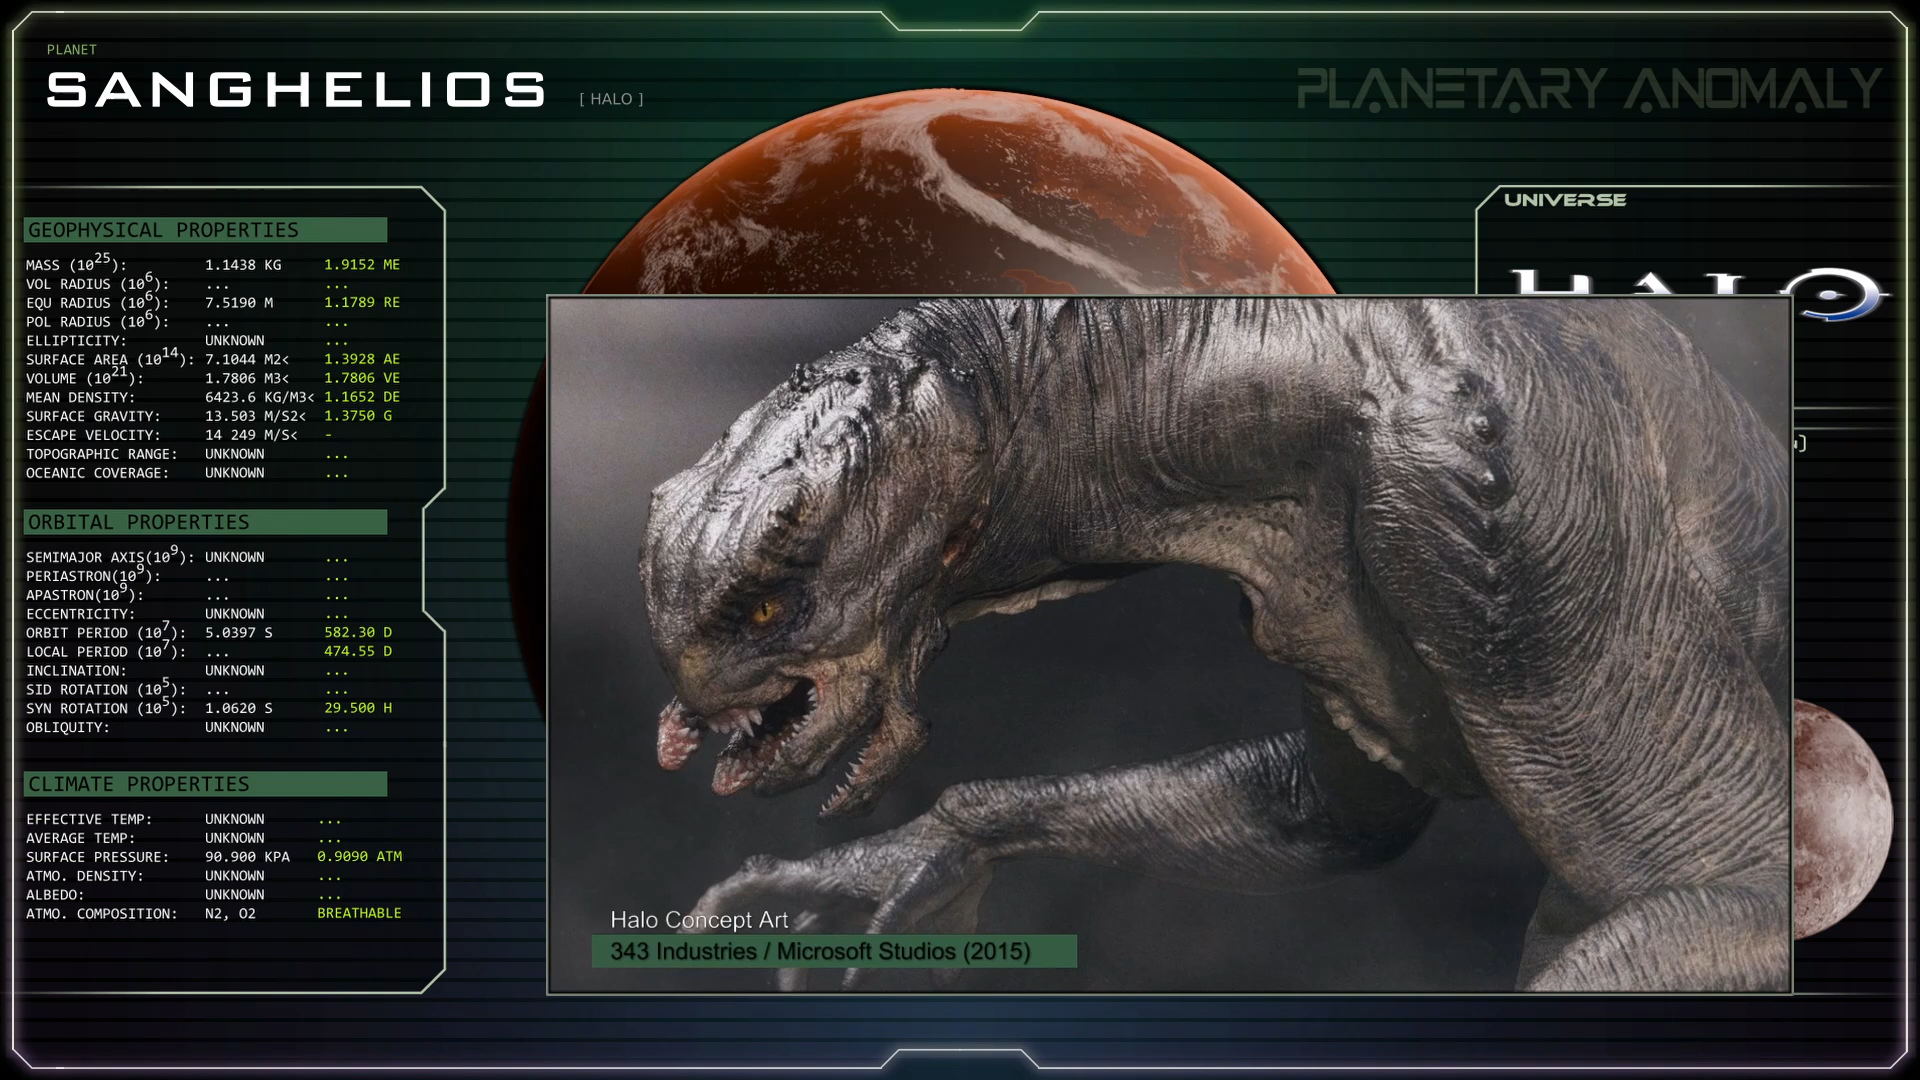 PLANET
SANGHELIOS [ HALO ]
PLANETARY ANOMALY
UNIVERSE
HALO
GEOPHYSICAL PROPERTIES
MASS (10^25): 1.1438 KG 1.9152 ME
VOL RADIUS (10^6): ... ...
EQU RADIUS (10^6): 7.5190 M 1.1789 RE
POL RADIUS (10^6): ... ...
ELLIPTICITY: UNKNOWN ...
SURFACE AREA (10^14): 7.1044 M2< 1.3928 AE
VOLUME (10^21): 1.7806 M3< 1.7806 VE
MEAN DENSITY: 6423.6 KG/M3< 1.1652 DE
SURFACE GRAVITY: 13.503 M/S2< 1.3750 G
ESCAPE VELOCITY: 14 249 M/S< -
TOPOGRAPHIC RANGE: UNKNOWN ...
OCEANIC COVERAGE: UNKNOWN ...
ORBITAL PROPERTIES
SEMIMAJOR AXIS(10^9): UNKNOWN ...
PERIASTRON(10^9): ... ...
APASTRON(10^9): ... ...
ECCENTRICITY: UNKNOWN ...
ORBIT PERIOD (10^7): 5.0397 S 582.30 D
LOCAL PERIOD (10^7): ... 474.55 D
INCLINATION: UNKNOWN ...
SID ROTATION (10^5): ... ...
SYN ROTATION (10^5): 1.0620 S 29.500 H
OBLIQUITY: UNKNOWN ...
CLIMATE PROPERTIES
EFFECTIVE TEMP: UNKNOWN ...
AVERAGE TEMP: UNKNOWN ...
SURFACE PRESSURE: 90.900 KPA 0.9090 ATM
ATMO. DENSITY: UNKNOWN ...
ALBEDO: UNKNOWN ...
ATMO. COMPOSITION: N2, O2 BREATHABLE
Halo Concept Art
343 Industries / Microsoft Studios (2015)